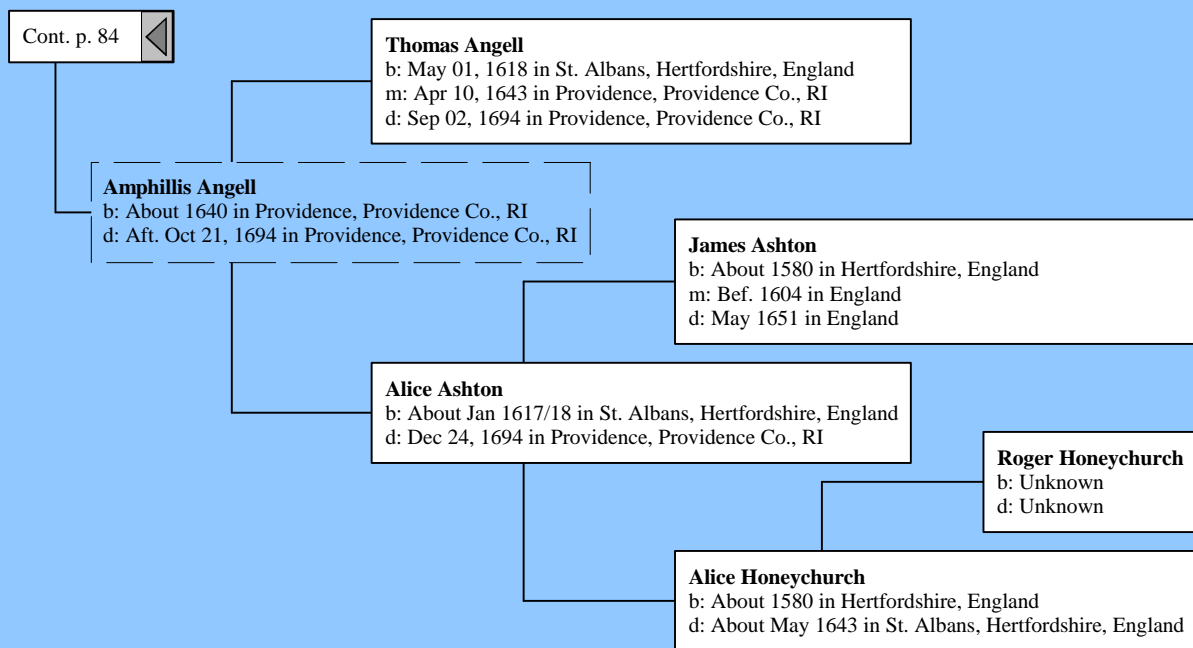 Cont. p. 84
Thomas Angell
b: May 01, 1618 in St. Albans, Hertfordshire, England
m: Apr 10, 1643 in Providence, Providence Co., RI
d: Sep 02, 1694 in Providence, Providence Co., RI
Amphillis Angell
b: About 1640 in Providence, Providence Co., RI
d: Aft. Oct 21, 1694 in Providence, Providence Co., RI
James Ashton
b: About 1580 in Hertfordshire, England
m: Bef. 1604 in England
d: May 1651 in England
Alice Ashton
b: About Jan 1617/18 in St. Albans, Hertfordshire, England
d: Dec 24, 1694 in Providence, Providence Co., RI
Roger Honeychurch
b: Unknown
d: Unknown
Alice Honeychurch
b: About 1580 in Hertfordshire, England
d: About May 1643 in St. Albans, Hertfordshire, England